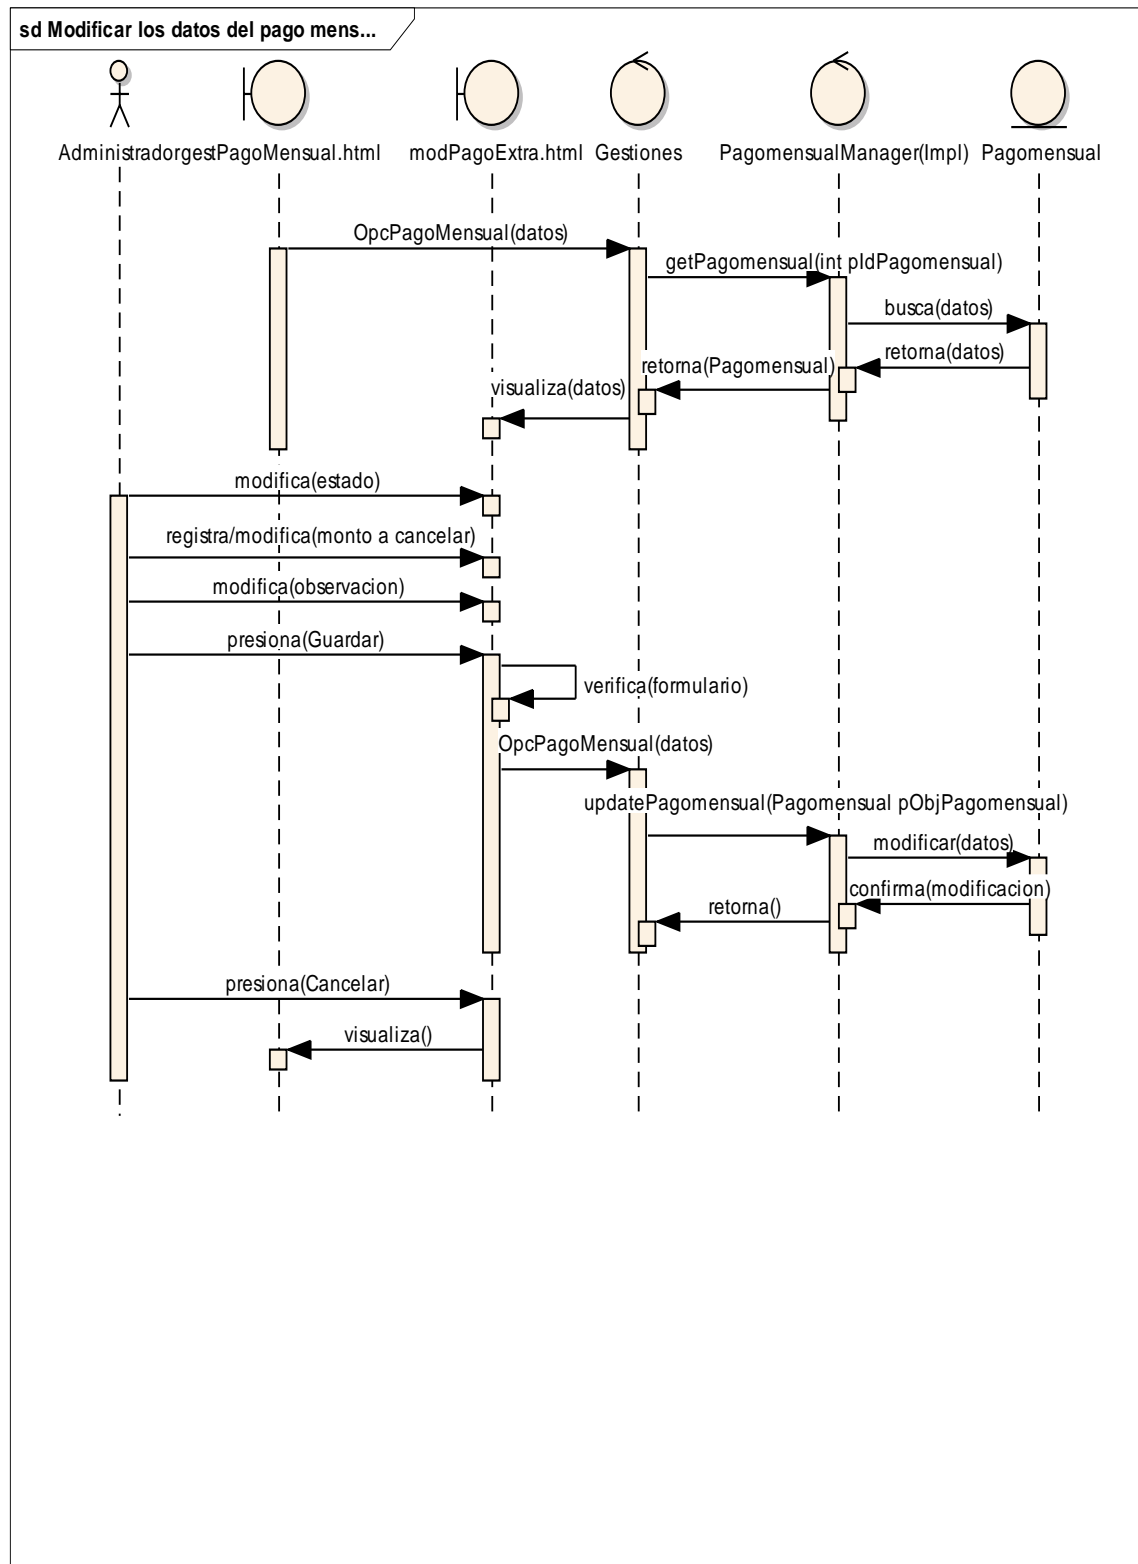 sd Modificar los datos del pago mens...
AdministradorgestPagoMensual.html modPagoExtra.html Gestiones PagomensualManager(Impl) Pagomensual
OpcPagoMensual(datos)
getPagomensual(int pIdPagomensual)
busca(datos)
retorna(datos)
retorna(Pagomensual)
visualiza(datos)
modifica(estado)
registra/modifica(monto a cancelar)
modifica(observacion)
presiona(Guardar)
verifica(formulario)
OpcPagoMensual(datos)
updatePagomensual(Pagomensual pObjPagomensual)
modificar(datos)
confirma(modificacion)
retorna()
presiona(Cancelar)
visualiza()